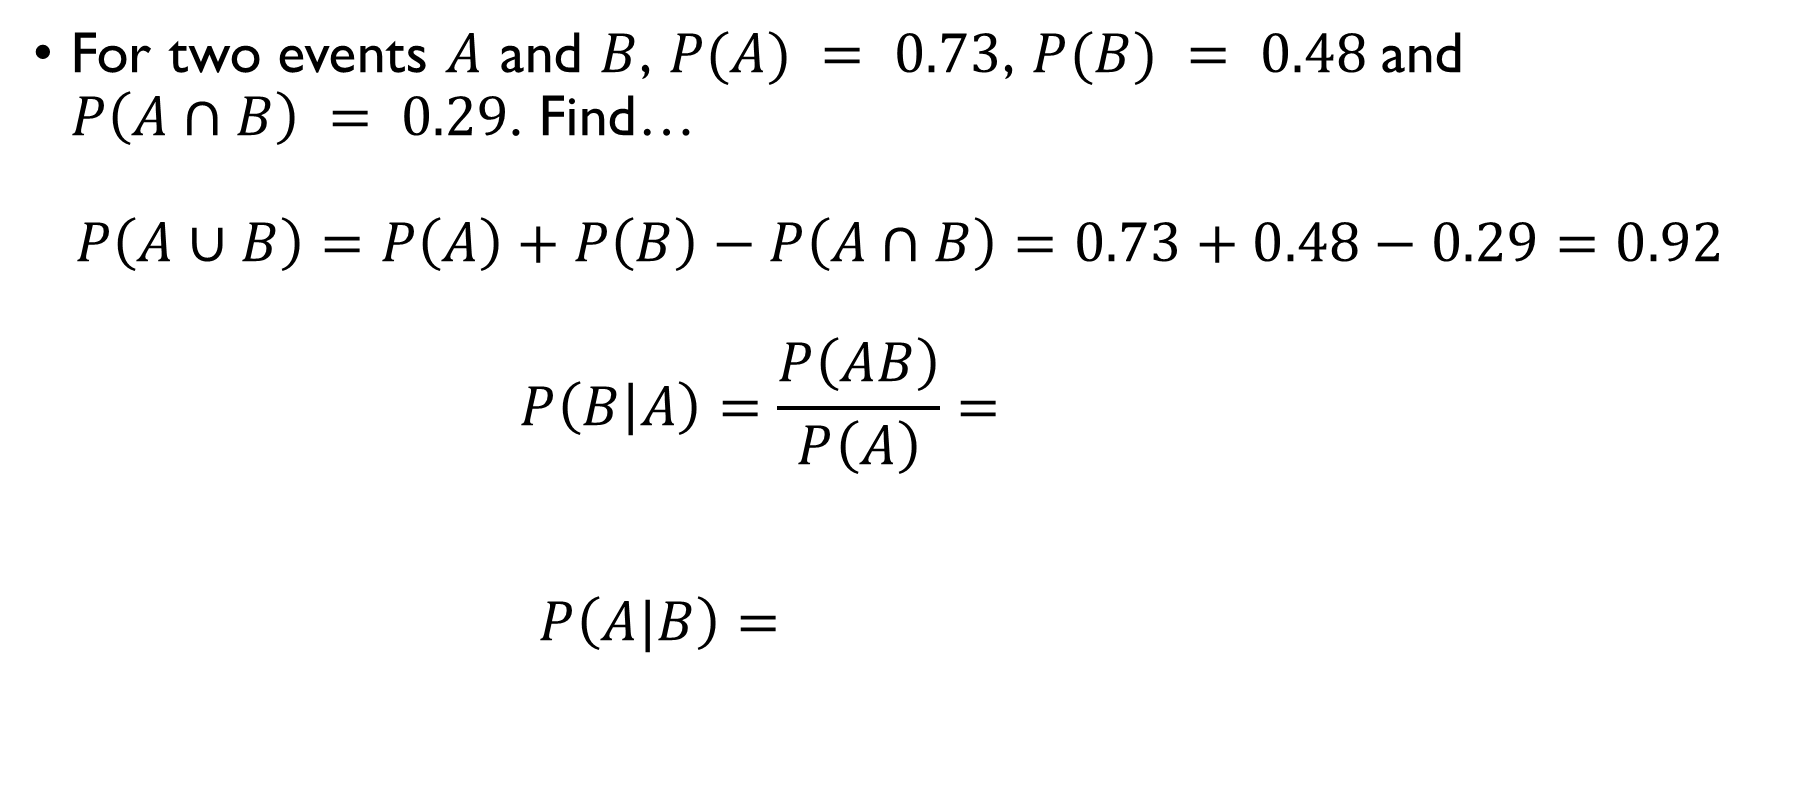 • For two events A and B, P(A) = 0.73, P(B) = 0.48 and
P(A ∩ B) = 0.29. Find…
P(A ∪ B) = P(A) + P(B) − P(A ∩ B) = 0.73 + 0.48 − 0.29 = 0.92
P(B|A) = P(AB)/P(A) =
P(A|B) =